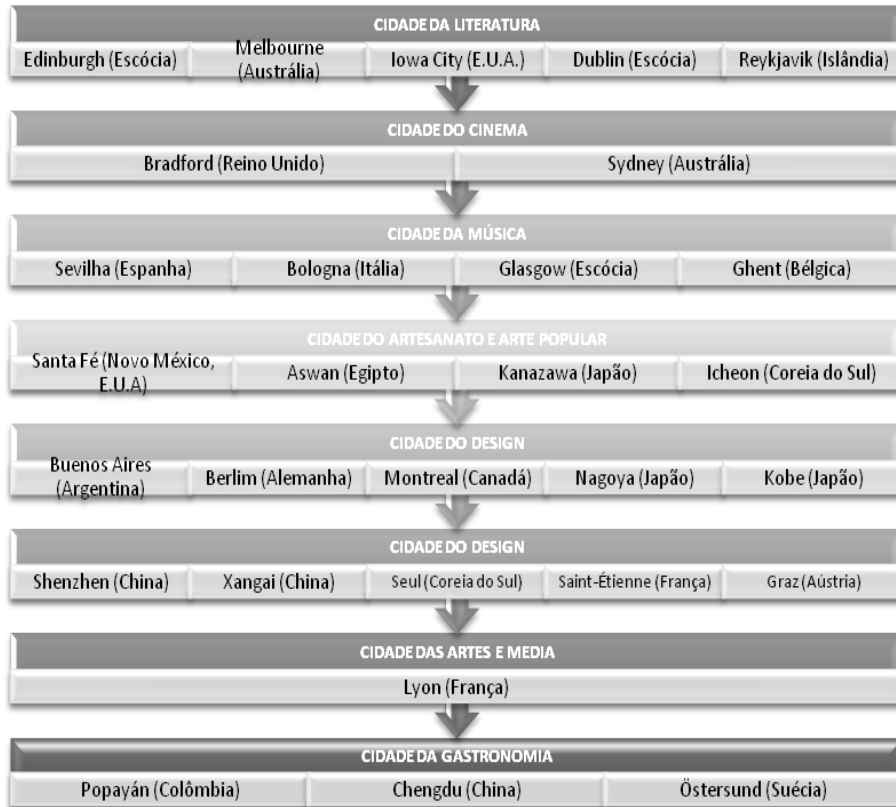 CIDADE DA LITERATURA
Edinburgh (Escócia)
Melbourne
(Austrália)
Iowa City (E.U.A.)
Dublin (Escócia)
Reykjavik (Islândia)
CIDADE DO CINEMA
Bradford (Reino Unido)
Sydney (Austrália)
CIDADE DA MÚSICA
Sevilha (Espanha)
Bologna (Itália)
Glasgow (Escócia)
Ghent (Bélgica)
CIDADE DO ARTESANATO E ARTE POPULAR
Santa Fé (Novo México,
E.U.A)
Aswan (Egipto)
Kanazawa (Japão)
Icheon (Coreia do Sul)
CIDADE DO DESIGN
Buenos Aires
(Argentina)
Berlim (Alemanha)
Montreal (Canadá)
Nagoya (Japão)
Kobe (Japão)
CIDADE DO DESIGN
Shenzhen (China)
Xangai (China)
Seul (Coreia do Sul)
Saint-Étienne (França)
Graz (Aústria)
CIDADE DAS ARTES E MEDIA
Lyon (França)
CIDADE DA GASTRONOMIA
Popayán (Colômbia)
Chengdu (China)
Östersund (Suécia)